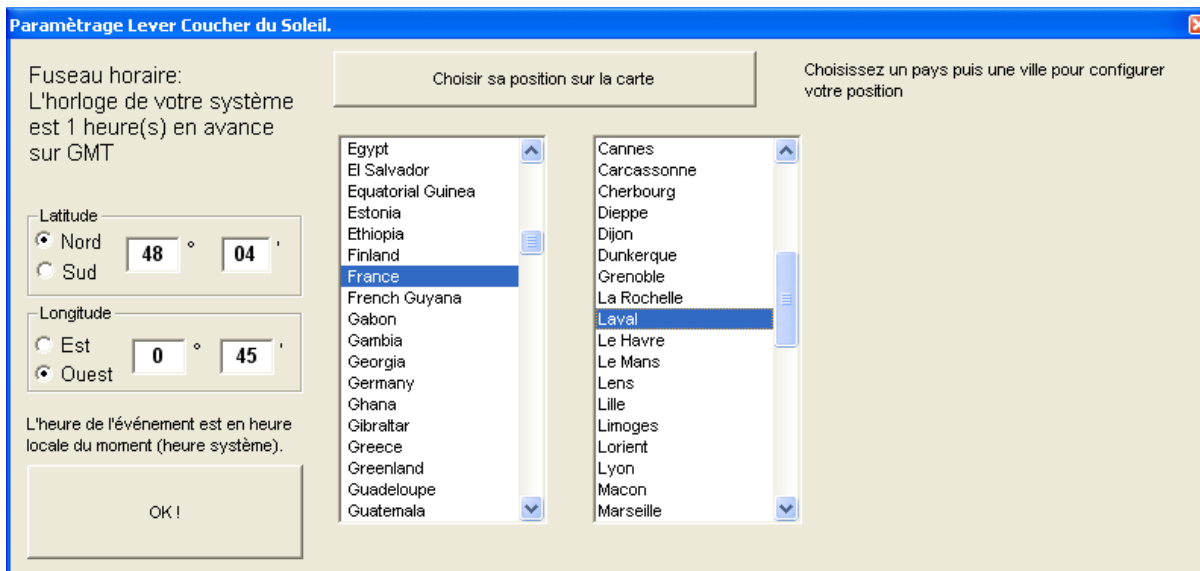 Paramètrage Lever Coucher du Soleil.
Fuseau horaire:
L'horloge de votre système
est 1 heure(s) en avance
sur GMT
Choisir sa position sur la carte
Choisissez un pays puis une ville pour configurer
votre position
Latitude
Nord
48 ° 04 '
Sud
Longitude
Est
0 ° 45 '
Ouest
L'heure de l'événement est en heure
locale du moment (heure système).
OK !
Egypt
El Salvador
Equatorial Guinea
Estonia
Ethiopia
Finland
France
French Guyana
Gabon
Gambia
Georgia
Germany
Ghana
Gibraltar
Greece
Greenland
Guadeloupe
Guatemala
Cannes
Carcassonne
Cherbourg
Dieppe
Dijon
Dunkerque
Grenoble
La Rochelle
Laval
Le Havre
Le Mans
Lens
Lille
Limoges
Lorient
Lyon
Macon
Marseille